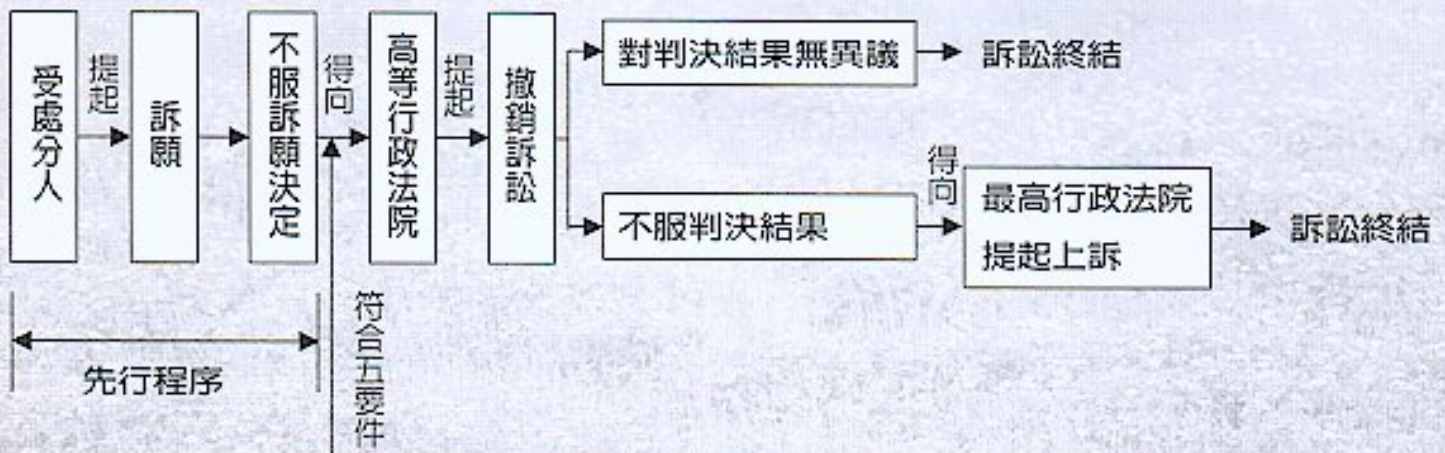 受處分人
提起
訴願
不服訴願決定
得向
高等行政法院
提起
撤銷訴訟
對判決結果無異議
訴訟終結
不服判決結果
得向
最高行政法院
提起上訴
訴訟終結
先行程序
符合五要件